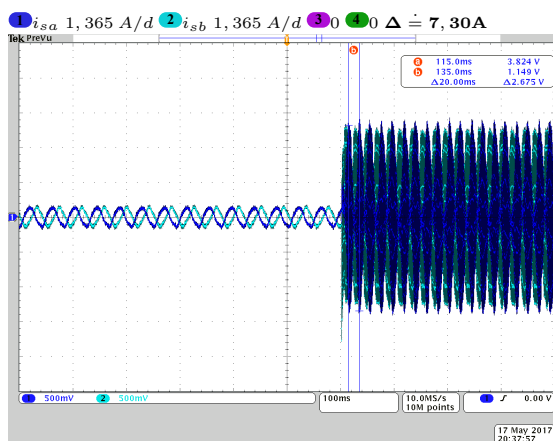 1 i_sa 1, 365 A/d 2 i_sb 1, 365 A/d 3 0 4 0 Δ ≐ 7, 30A
Tek PreVu
b
a 115.0ms 3.824 V
b 135.0ms 1.149 V
Δ20.00ms Δ2.675 V
1
1 500mV 2 500mV 100ms 10.0MS/s 1 0.00 V
10M points
17 May 2017
20:37:57